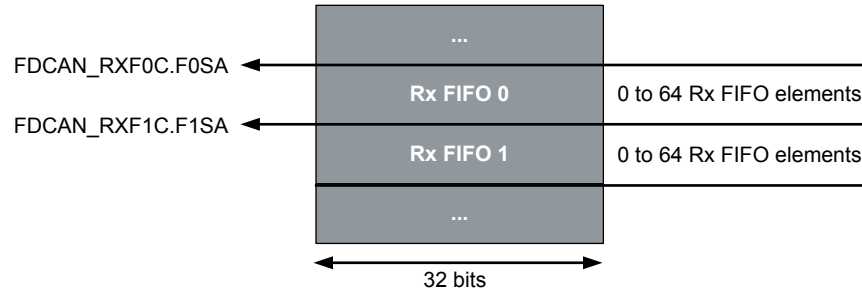 ...
FDCAN_RXF0C.F0SA
Rx FIFO 0
0 to 64 Rx FIFO elements
FDCAN_RXF1C.F1SA
Rx FIFO 1
0 to 64 Rx FIFO elements
...
32 bits